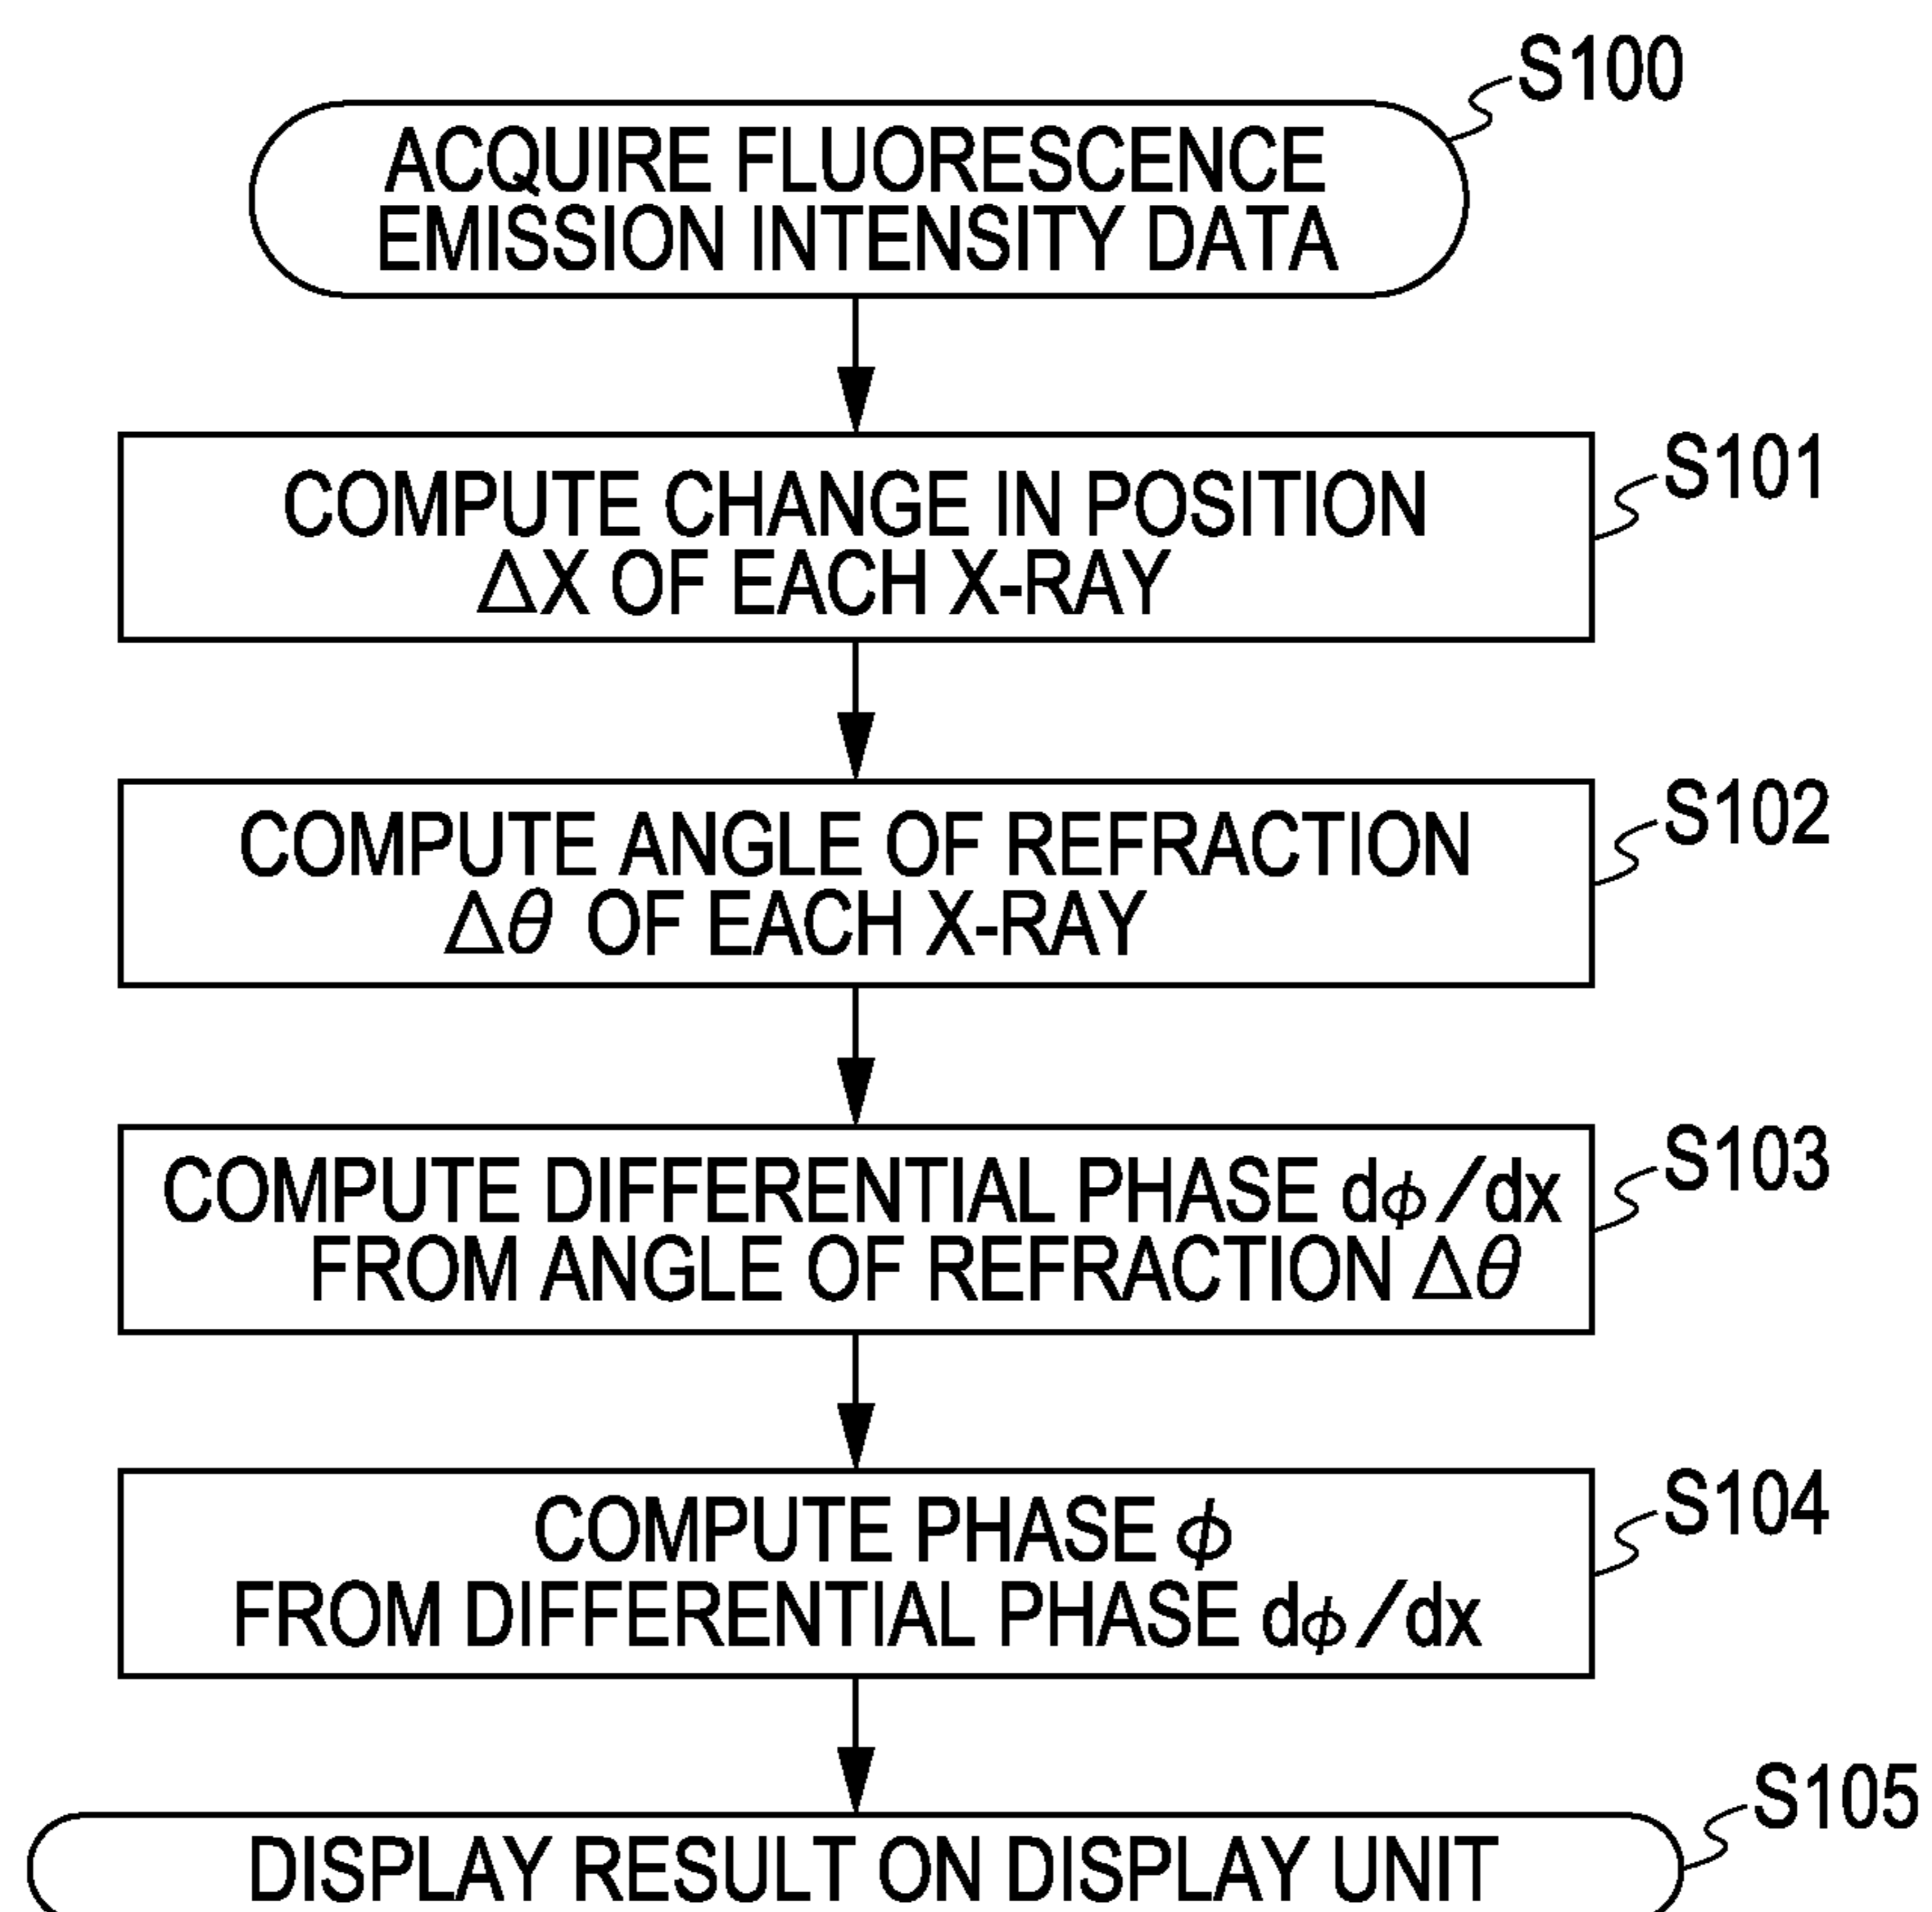 S100
ACQUIRE FLUORESCENCE
EMISSION INTENSITY DATA
S101
COMPUTE CHANGE IN POSITION
ΔX OF EACH X-RAY
S102
COMPUTE ANGLE OF REFRACTION
Δθ OF EACH X-RAY
S103
COMPUTE DIFFERENTIAL PHASE dϕ/dx
FROM ANGLE OF REFRACTION Δθ
S104
COMPUTE PHASE ϕ
FROM DIFFERENTIAL PHASE dϕ/dx
S105
DISPLAY RESULT ON DISPLAY UNIT